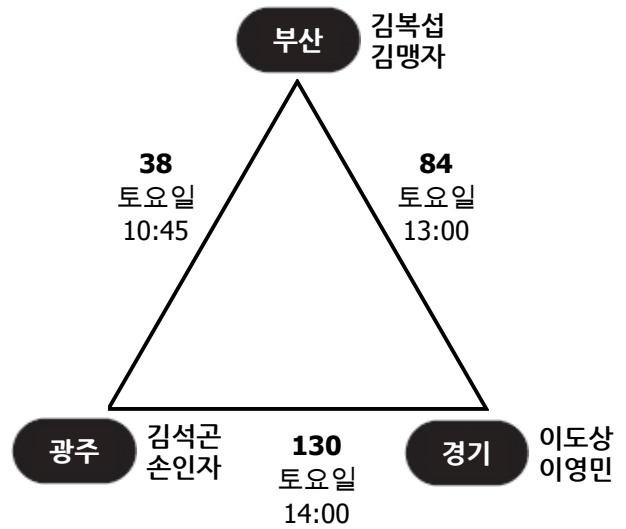 부산
김복섭
김맹자
38
토요일
10:45
84
토요일
13:00
광주
김석곤
손인자
130
토요일
14:00
경기
이도상
이영민